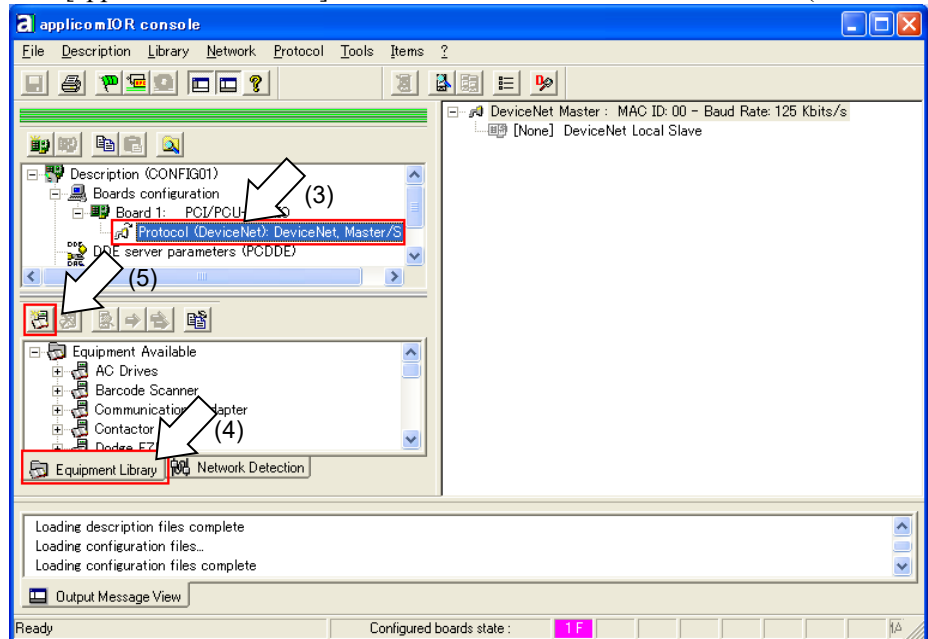 applicomIOR console
File Description Library Network Protocol Tools Items ?
DeviceNet Master : MAC ID: 00 - Baud Rate: 125 Kbits/s
[None] DeviceNet Local Slave
Description (CONFIG01)
Boards configuration
(3)
Board 1: PCI/PCU-
Protocol (DeviceNet): DeviceNet, Master/S
DDE server parameters (PCDDE)
(5)
Equipment Available
AC Drives
Barcode Scanner
Communication Adapter
Contactor
(4)
Dodge EZ
Equipment Library
Network Detection
Loading description files complete
Loading configuration files...
Loading configuration files complete
Output Message View
Ready
Configured boards state :
1 F